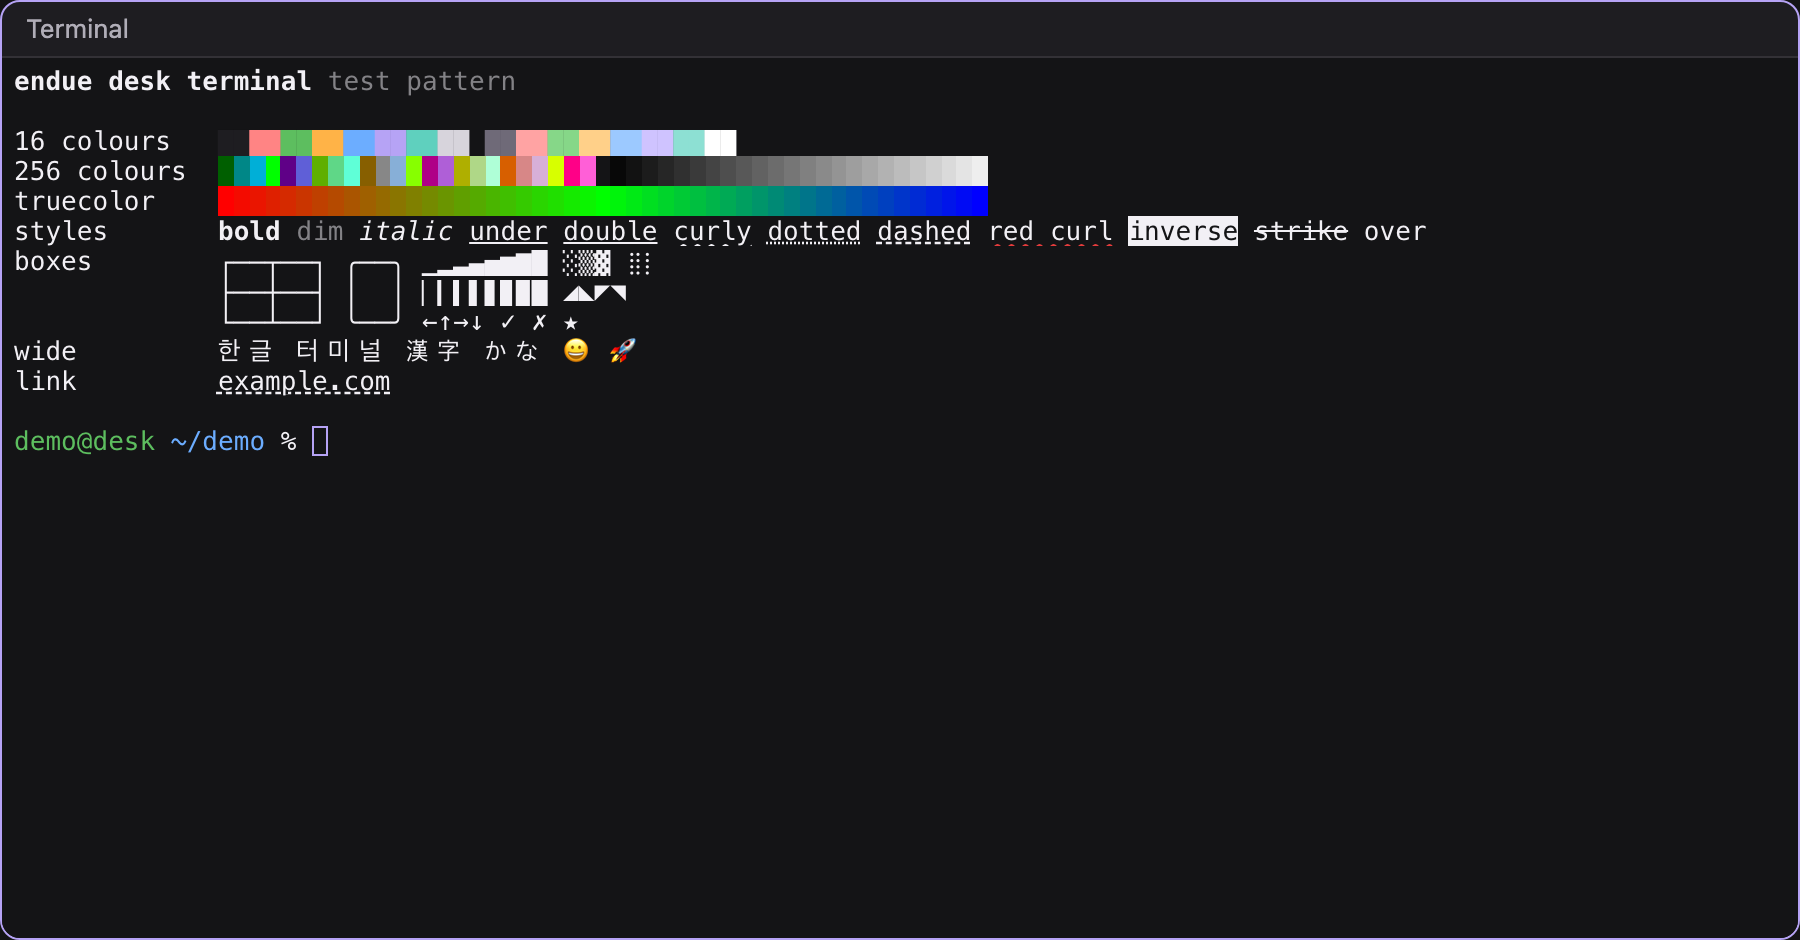 Terminal
endue desk terminal test pattern
16 colours
256 colours
truecolor
styles bold dim italic under double curly dotted dashed red curl inverse strike over
boxes
←↑→↓ ✓ ✗ ★
wide 한글 터미널 漢字 かな 😀 🚀
link example.com
demo@desk ~/demo %